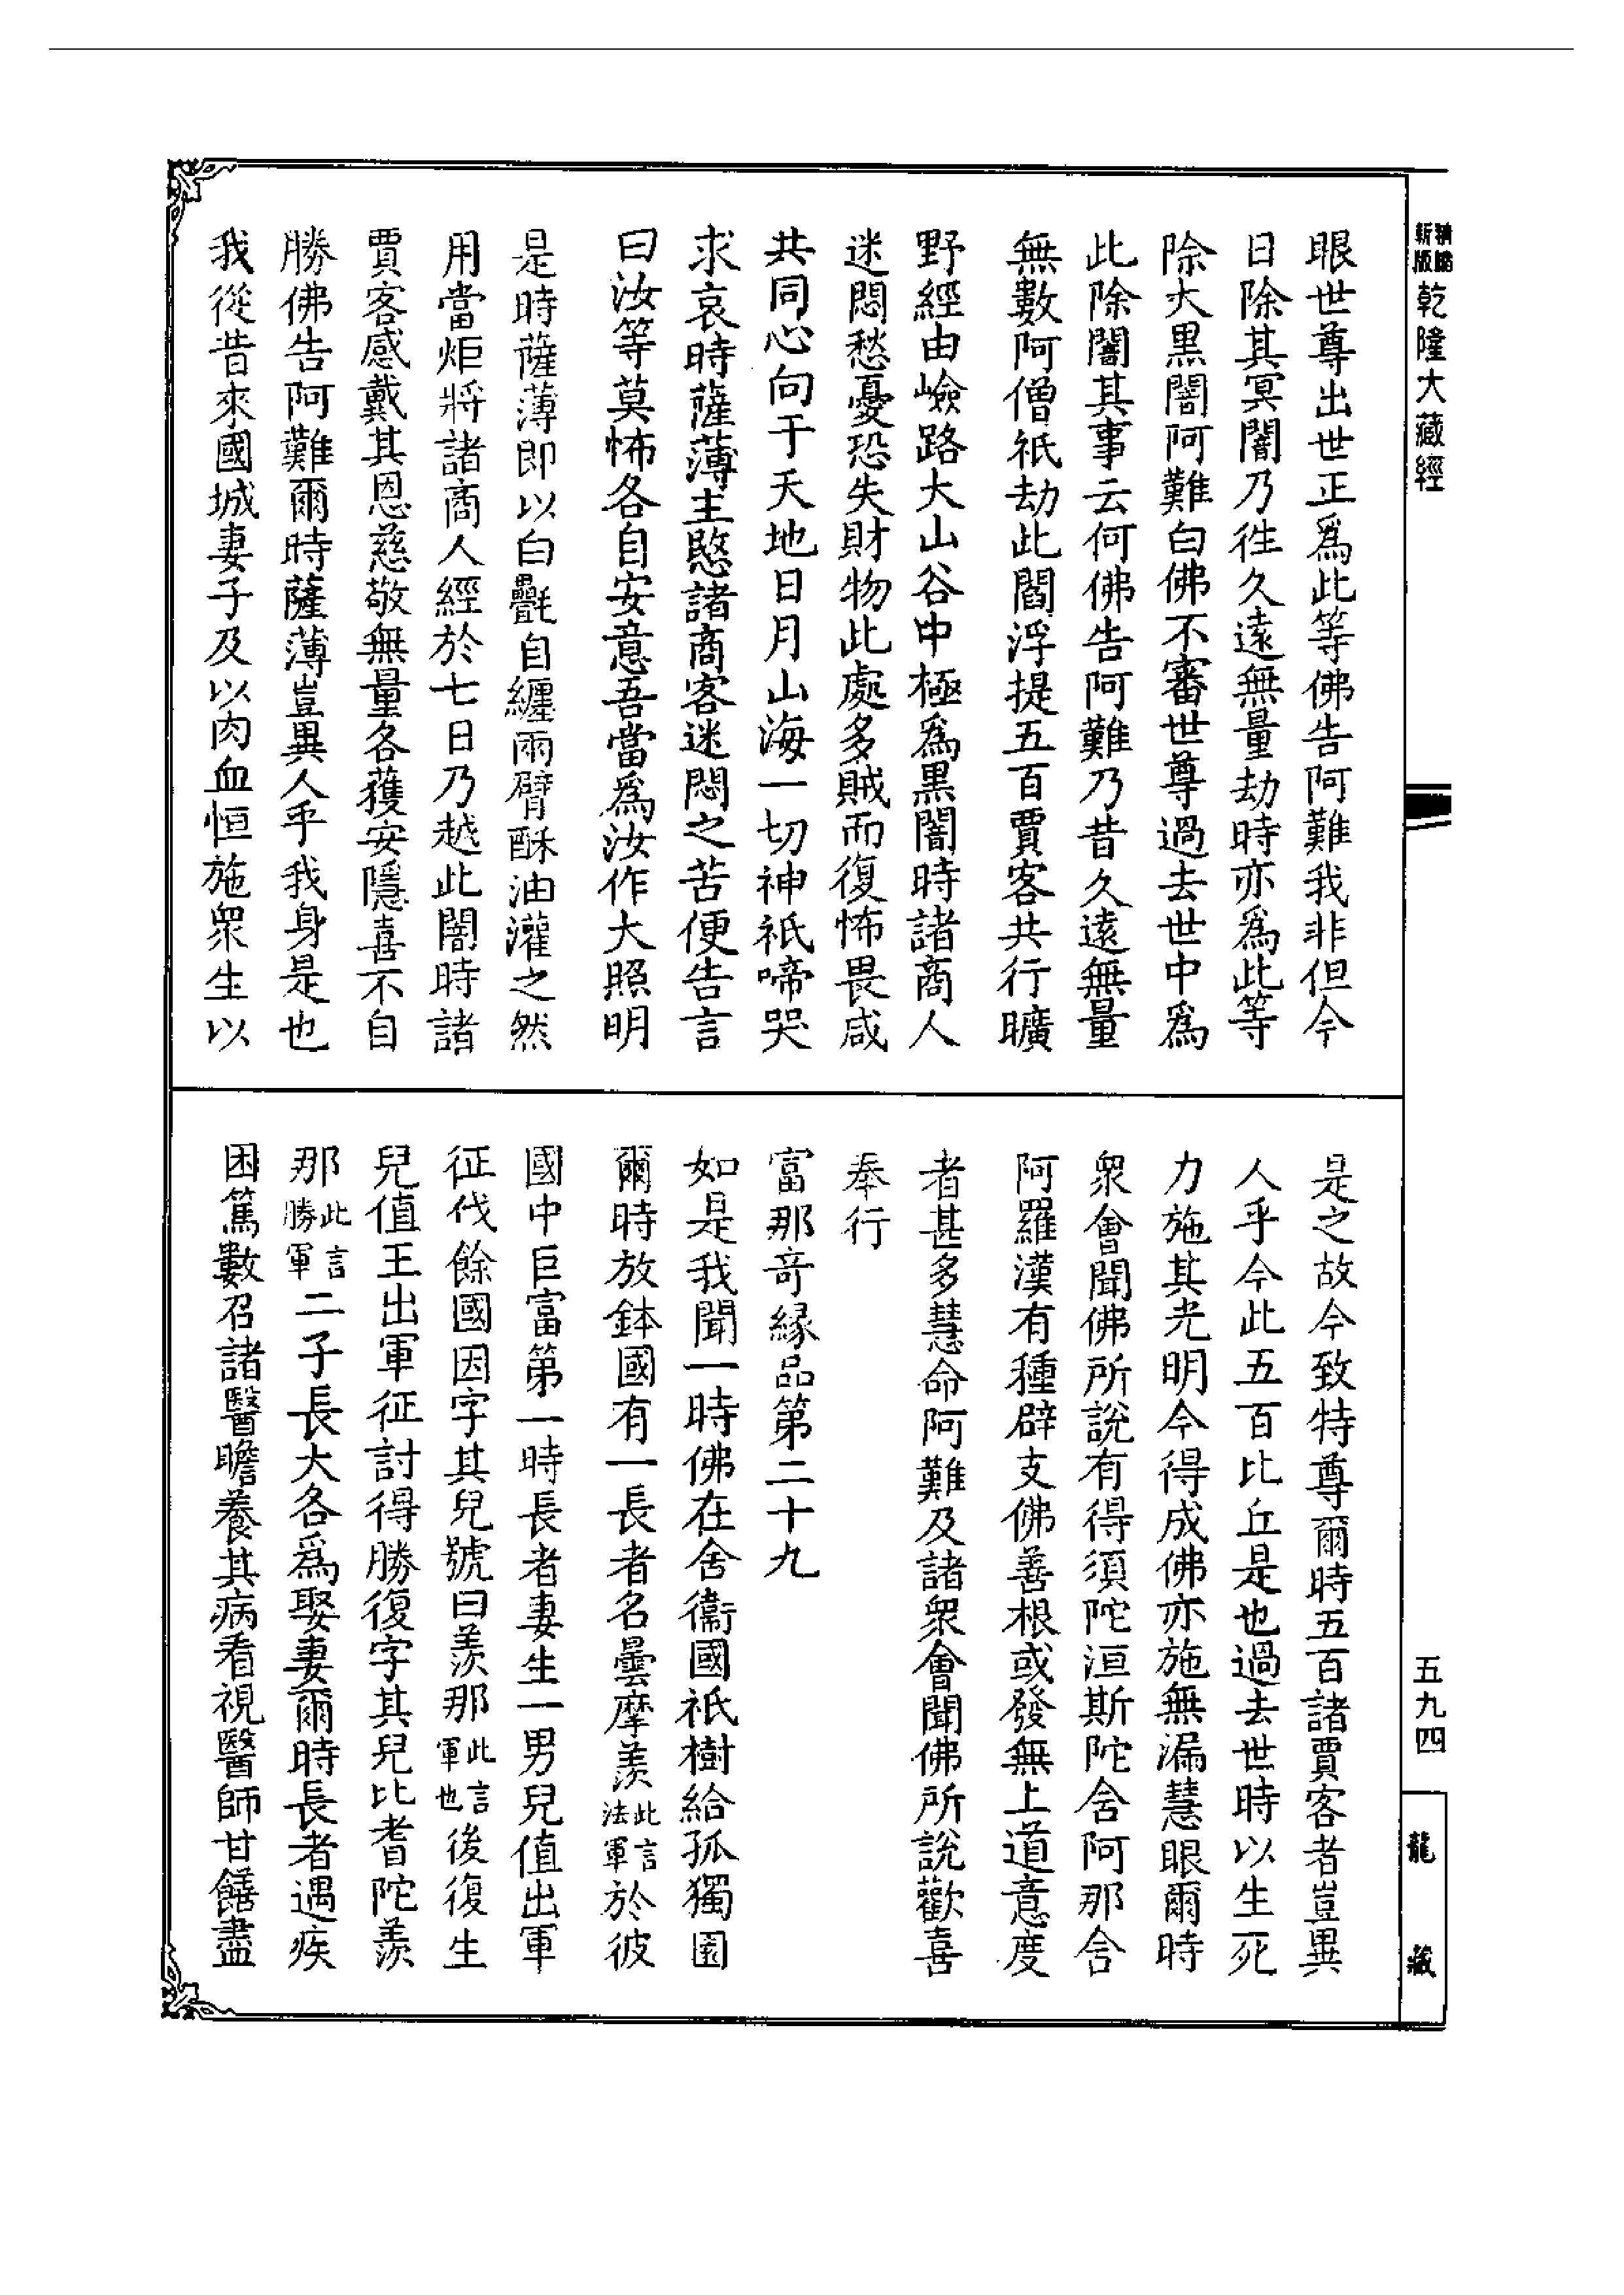 新版
乾隆大藏經
五九四
龍藏
眼世尊出世正爲此等佛告阿難我非但今
日除其冥闇乃徃久遠無量劫時亦爲此等
除大黒闇阿難白佛不審世尊過去世中爲
此除闇其事云何佛告阿難乃昔久遠無量
無數阿僧祇劫此閻浮提五百賈客共行曠
野經由嶮路大山谷中極爲黒闇時諸商人
迷悶愁憂恐失財物此處多賊而復怖畏咸
共同心向于天地日月山海一切神祇啼哭
求哀時薩薄主愍諸商客迷悶之苦便告言
曰汝等莫怖各自安意吾當爲汝作大照明
是時薩薄即以白㲲自纏兩臂酥油灌之然
用當炬將諸商人經於七日乃越此闇時諸
賈客感戴其恩慈敬無量各獲安隱喜不自
勝佛告阿難爾時薩薄豈異人乎我身是也
我從昔來國城妻子及以肉血恒施衆生以
是之故今致特尊爾時五百諸賈客者豈異
人乎今此五百比丘是也過去世時以生死
力施其光明今得成佛亦施無漏慧眼爾時
衆會聞佛所說有得須陀洹斯陀含阿那含
阿羅漢有種辟支佛善根或發無上道意度
者甚多慧命阿難及諸衆會聞佛所說歡喜
奉行
富那竒縁品第二十九
如是我聞一時佛在舍衞國祇樹給孤獨園
爾時放鉢國有一長者名曇摩羨此言法軍於彼
國中巨富第一時長者妻生一男兒值出軍
征伐餘國因字其兒號曰羨那此言軍也後復生
兒值王出軍征討得勝復字其兒比耆陀羨
那此言勝軍二子長大各爲娶妻爾時長者遇疾
困篤數召諸醫瞻養其病看視醫師甘饍盡